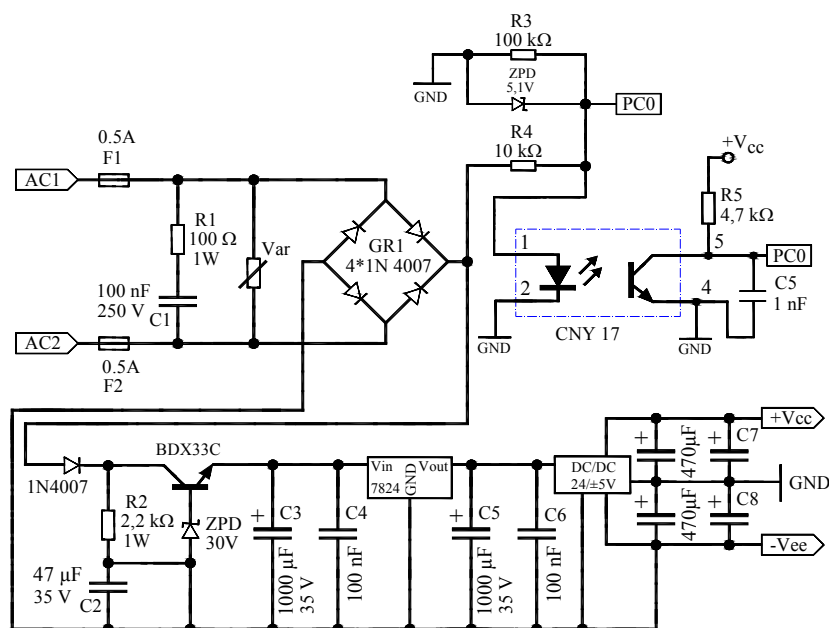 R3
100 kΩ
ZPD
5,1V
GND
PC0
R4
10 kΩ
0.5A
F1
AC1
+Vcc
R5
4,7 kΩ
R1
100 Ω
1W
Var
GR1
4*1N 4007
1
5
PC0
100 nF
250 V
C1
2
4
C5
1 nF
CNY 17
GND
GND
AC2
0.5A
F2
BDX33C
+Vcc
1N4007
Vin
Vout
7824
GND
DC/DC
24/±5V
+
470µF
+
C7
GND
R2
2,2 kΩ
1W
ZPD
30V
+
C3
1000 µF
35 V
C4
100 nF
+
C5
1000 µF
35 V
C6
100 nF
+
470µF
+
C8
-Vee
47 µF
35 V
C2